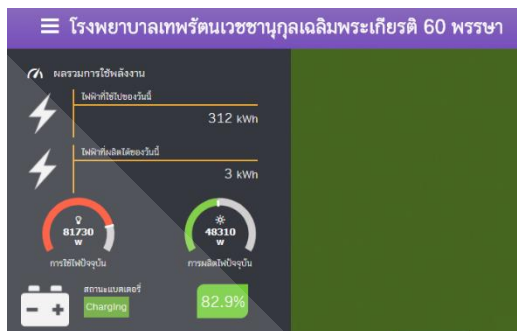 โรงพยาบาลเทพรัตนเวชชานุกูลเฉลิมพระเกียรติ 60 พรรษา
ผลรวมการใช้พลังงาน
ไฟฟ้าที่ใช้ไปของวันนี้
312 kWh
ไฟฟ้าที่ผลิตได้ของวันนี้
3 kWh
81730
W
48310
W
การใช้ไฟปัจจุบัน
การผลิตไฟปัจจุบัน
สถานะแบตเตอรี่
Charging
82.9%